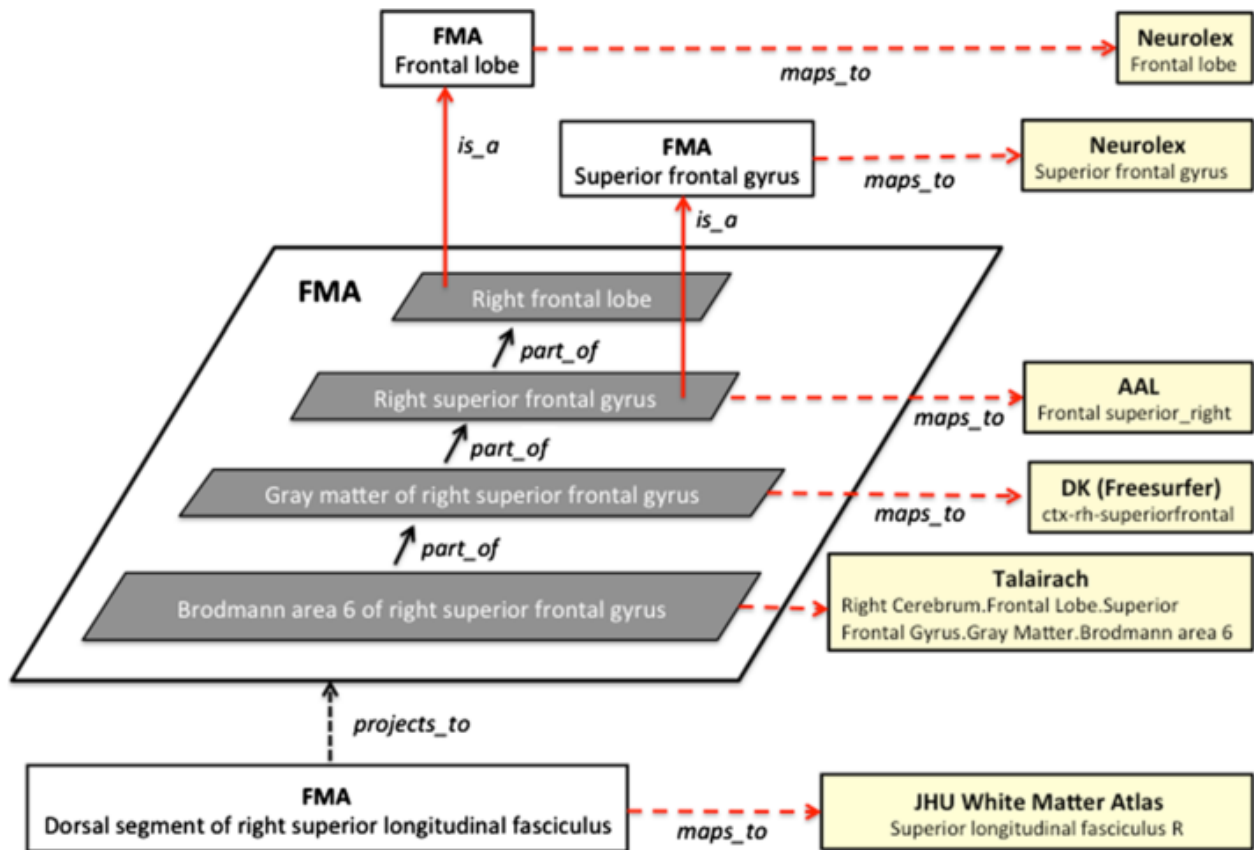 FMA
Frontal lobe
maps_to
Neurolex
Frontal lobe
is_a
FMA
Superior frontal gyrus
maps_to
Neurolex
Superior frontal gyrus
is_a
FMA
Right frontal lobe
part_of
Right superior frontal gyrus
maps_to
AAL
Frontal superior_right
part_of
Gray matter of right superior frontal gyrus
maps_to
DK (Freesurfer)
ctx-rh-superiorfrontal
part_of
Brodmann area 6 of right superior frontal gyrus
Talairach
Right Cerebrum.Frontal Lobe.Superior
Frontal Gyrus.Gray Matter.Brodmann area 6
projects_to
FMA
Dorsal segment of right superior longitudinal fasciculus
maps_to
JHU White Matter Atlas
Superior longitudinal fasciculus R